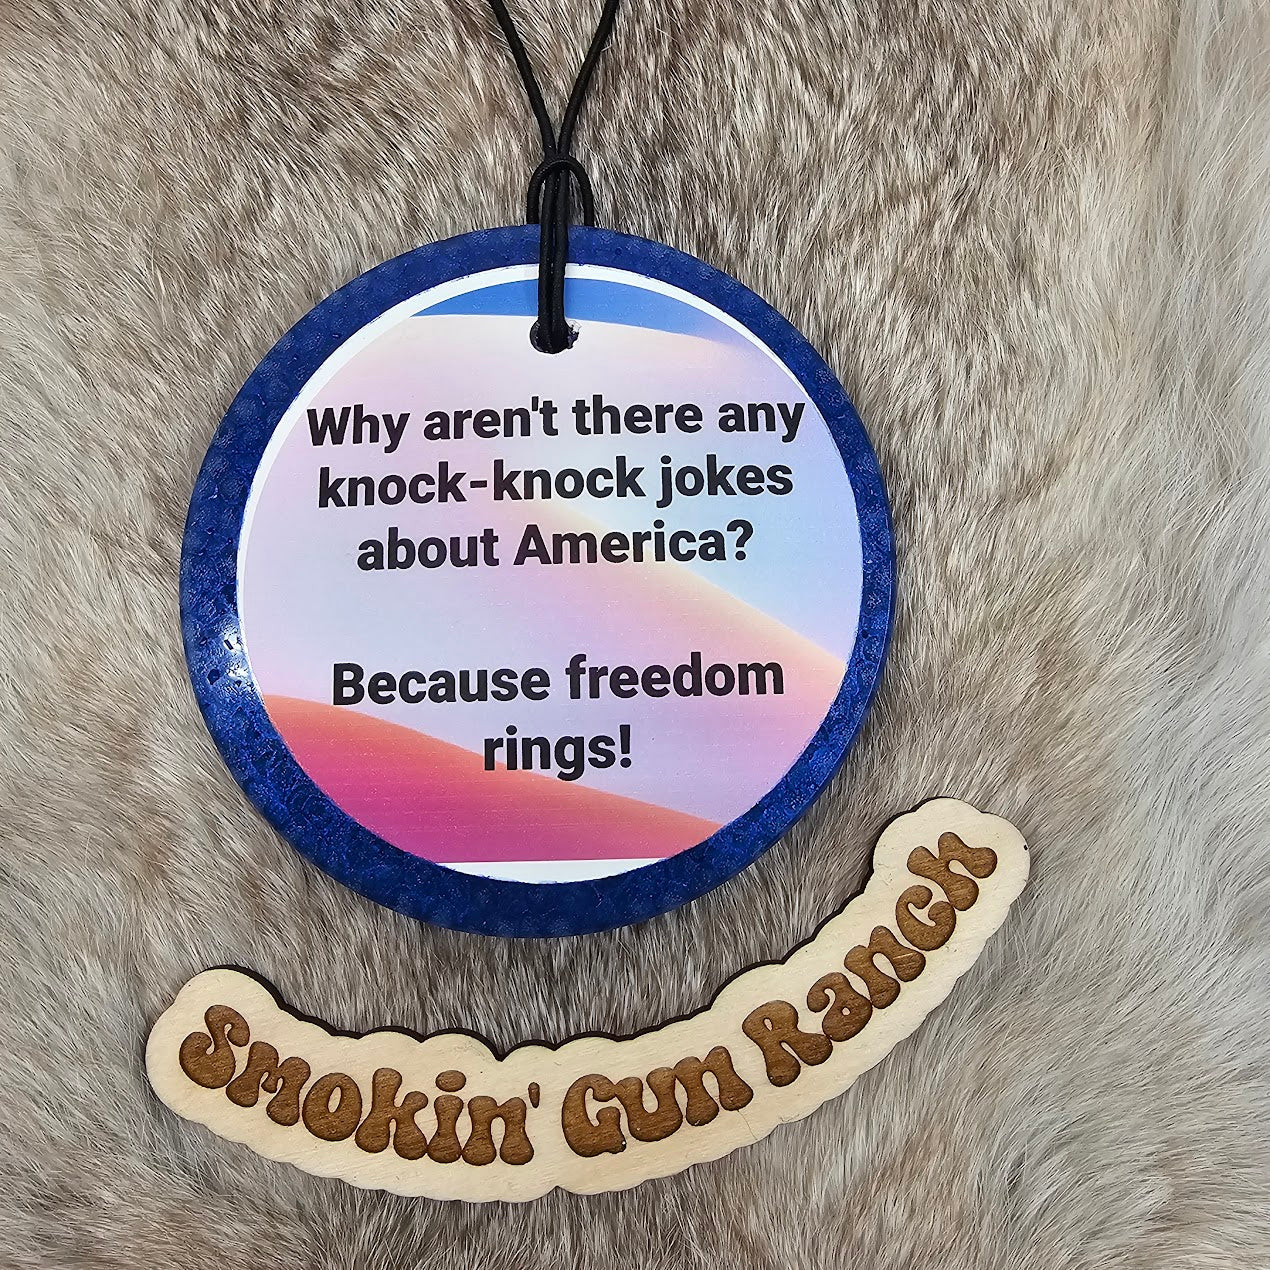 Why aren't there any
knock-knock jokes
about America?
Because freedom
rings!
Smokin' Gun Ranch